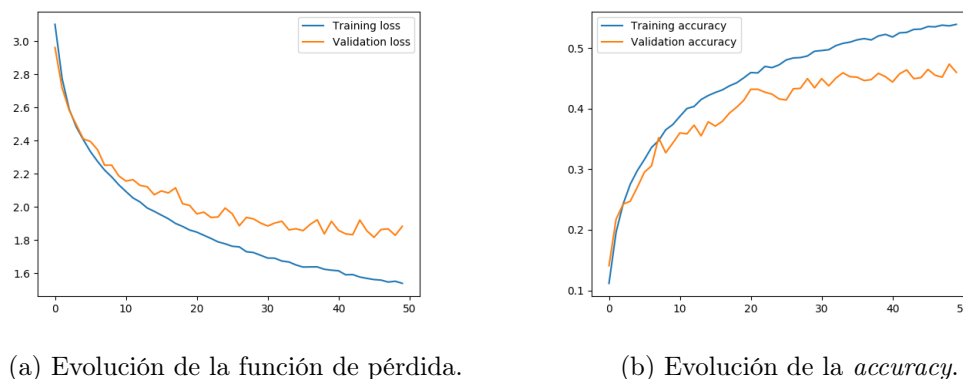 Training loss
Validation loss
3.0
2.8
2.6
2.4
2.2
2.0
1.8
1.6
0 10 20 30 40 50
(a) Evolución de la función de pérdida.
Training accuracy
Validation accuracy
0.5
0.4
0.3
0.2
0.1
0 10 20 30 40
(b) Evolución de la accuracy.